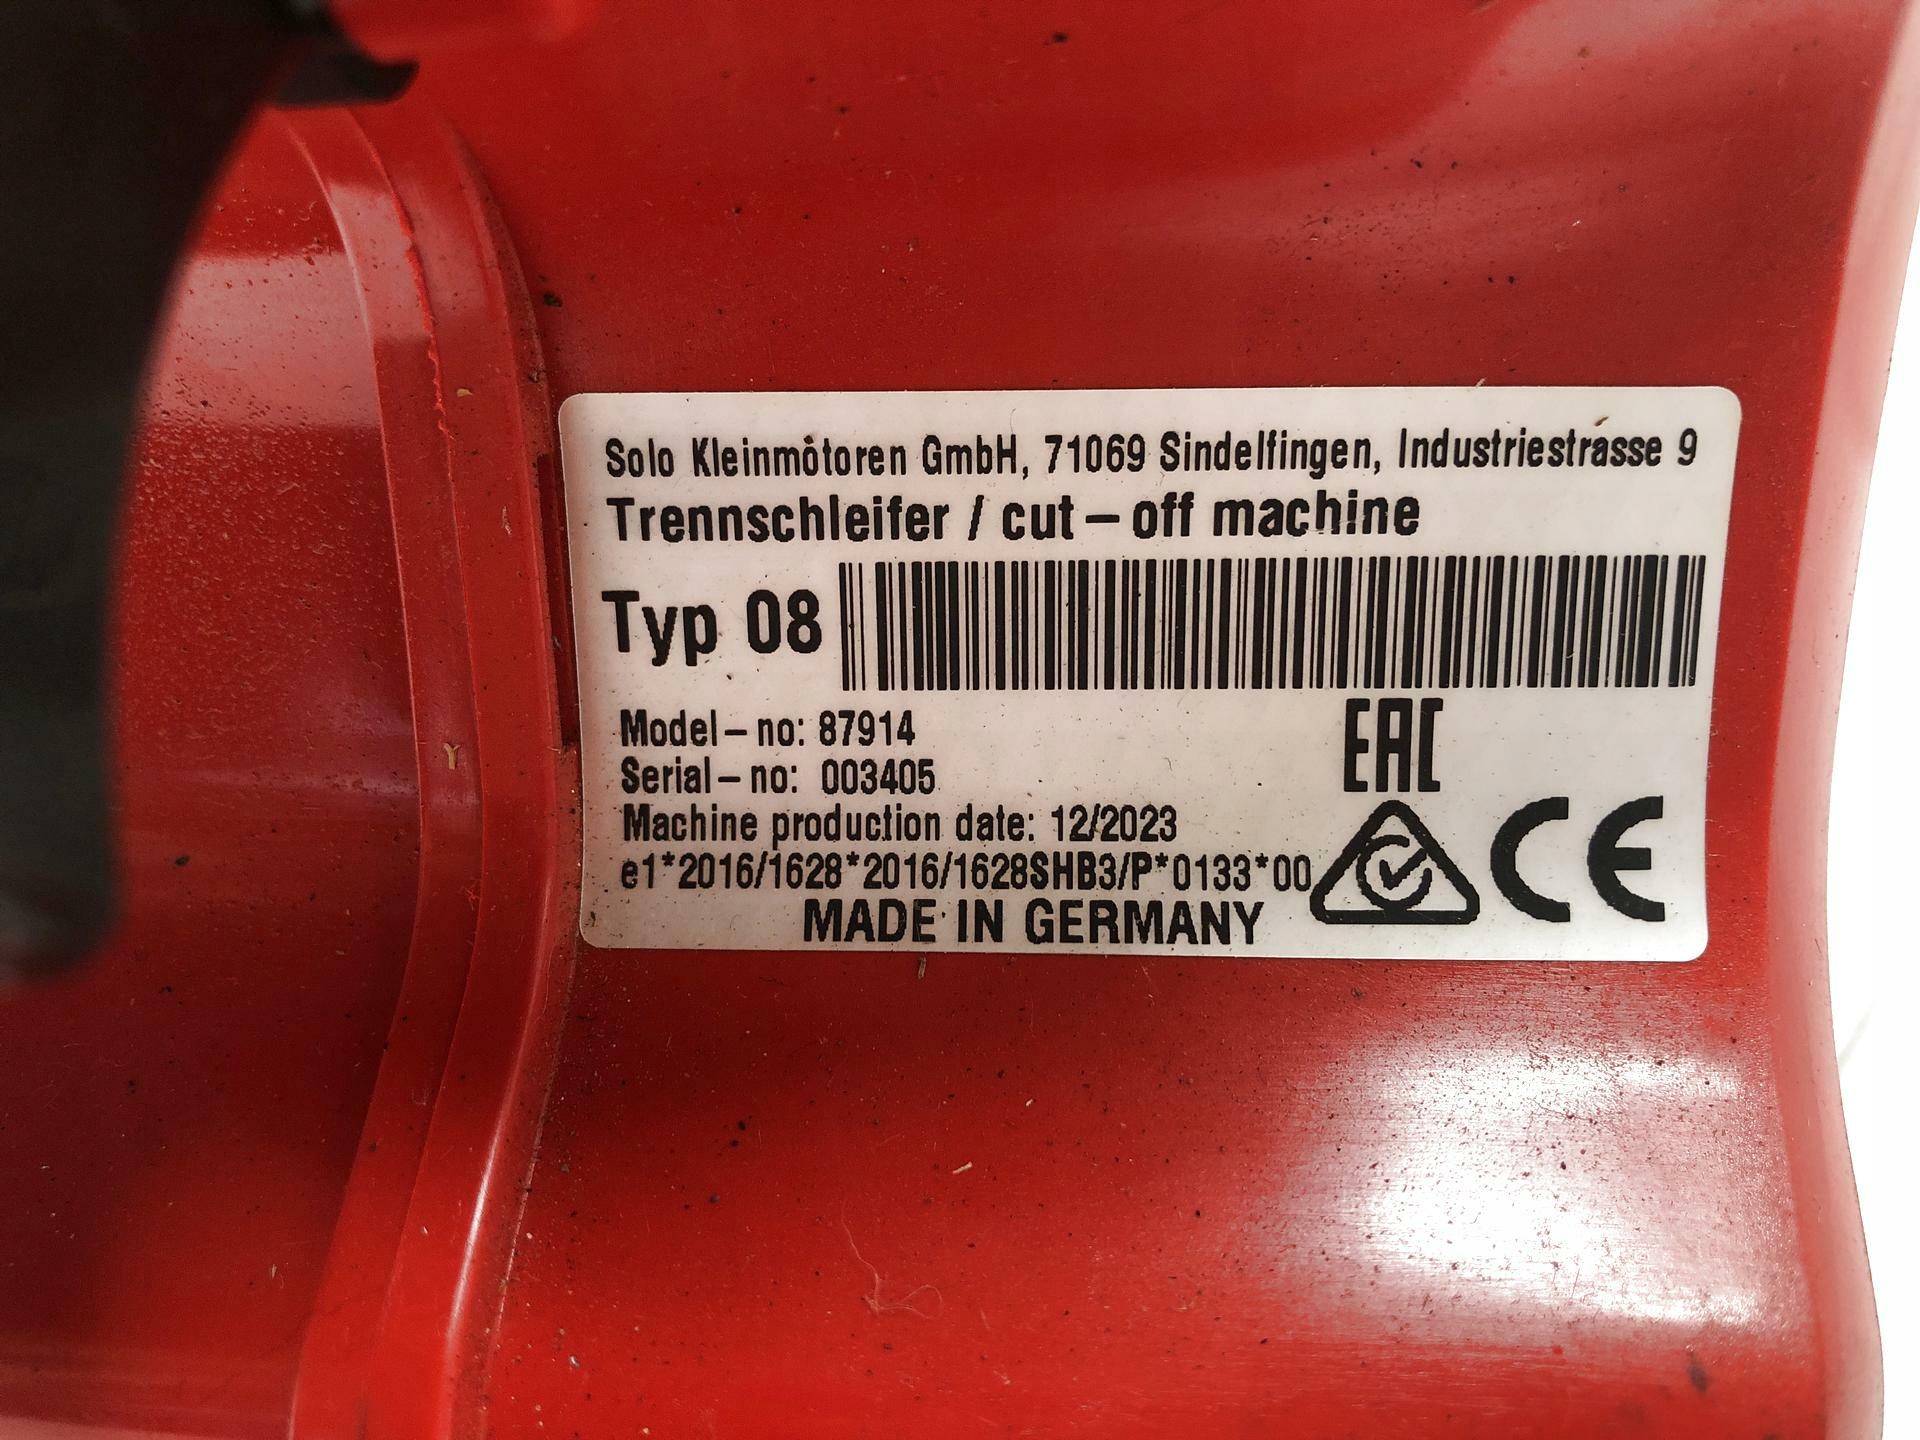 Solo Kleinmotoren GmbH, 71069 Sindelfingen, Industriestrasse 9
Trennschleifer / cut – off machine
Typ 08
Model – no: 87914
Serial – no: 003405
Machine production date: 12/2023
e1*2016/1628*2016/1628SHB3/P*0133*00
MADE IN GERMANY
EAC
CE